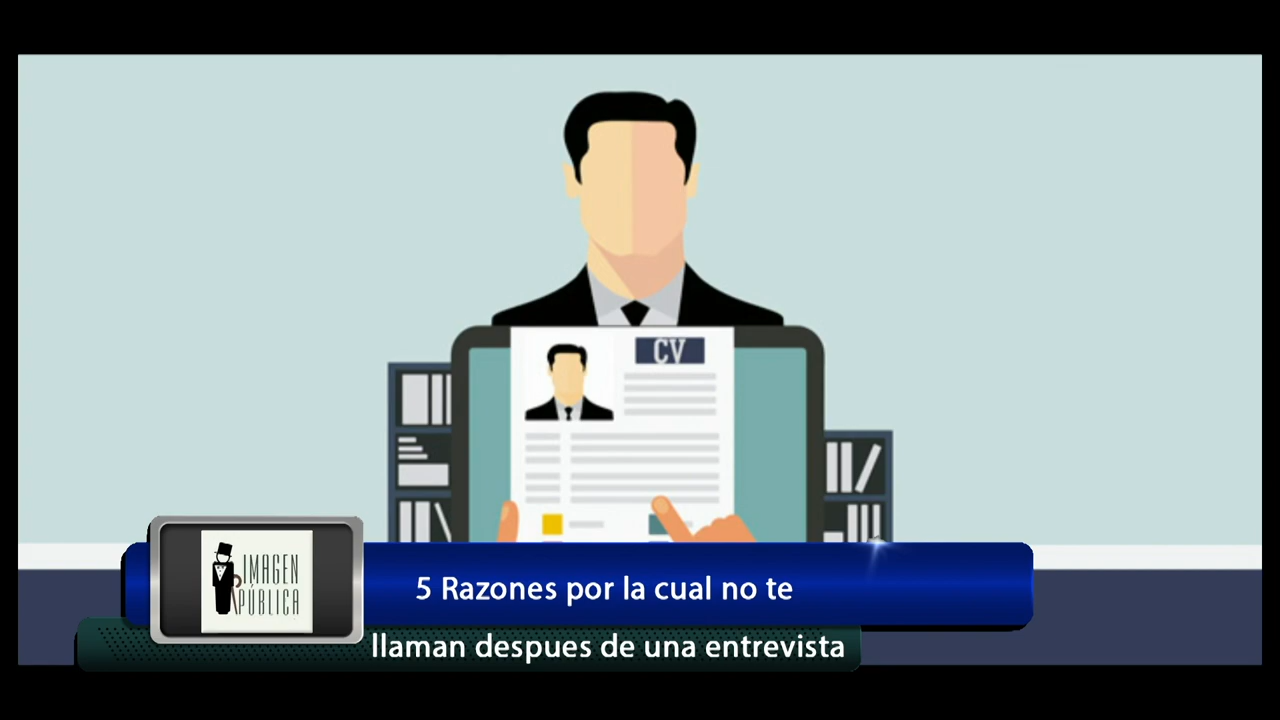 CV
IMAGEN
PÚBLICA
5 Razones por la cual no te
llaman despues de una entrevista